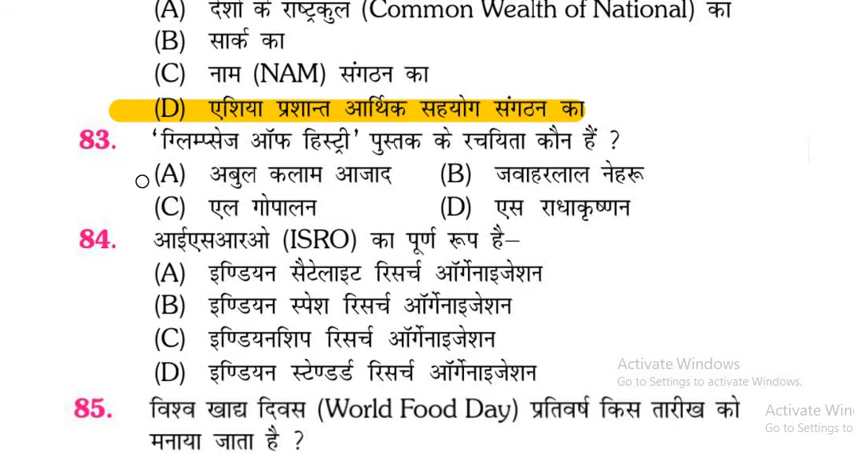 (A) देशों के राष्ट्रकुल (Common Wealth of National) का
(B) सार्क का
(C) नाम (NAM) संगठन का
(D) एशिया प्रशान्त आर्थिक सहयोग संगठन का
83. 'ग्लिम्प्सेज ऑफ हिस्ट्री' पुस्तक के रचयिता कौन हैं ?
(A) अबुल कलाम आजाद (B) जवाहरलाल नेहरू
(C) एल गोपालन (D) एस राधाकृष्णन
84. आईएसआरओ (ISRO) का पूर्ण रूप है–
(A) इण्डियन सैटेलाइट रिसर्च ऑर्गेनाइजेशन
(B) इण्डियन स्पेश रिसर्च ऑर्गेनाइजेशन
(C) इण्डियनशिप रिसर्च ऑर्गेनाइजेशन
(D) इण्डियन स्टेण्डर्ड रिसर्च ऑर्गेनाइजेशन
Activate Windows
Go to Settings to activate Windows.
85. विश्व खाद्य दिवस (World Food Day) प्रतिवर्ष किस तारीख को
मनाया जाता है ?
Activate Win
Go to Settings to